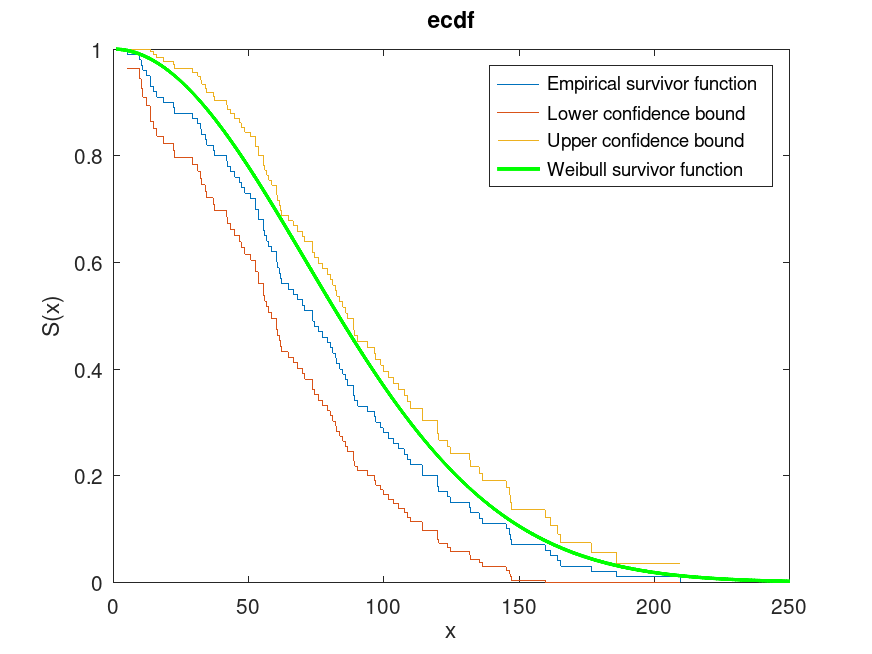 ecdf
Empirical survivor function
Lower confidence bound
Upper confidence bound
Weibull survivor function
1
0.8
0.6
0.4
0.2
0
S(x)
0 50 100 150 200 250
x